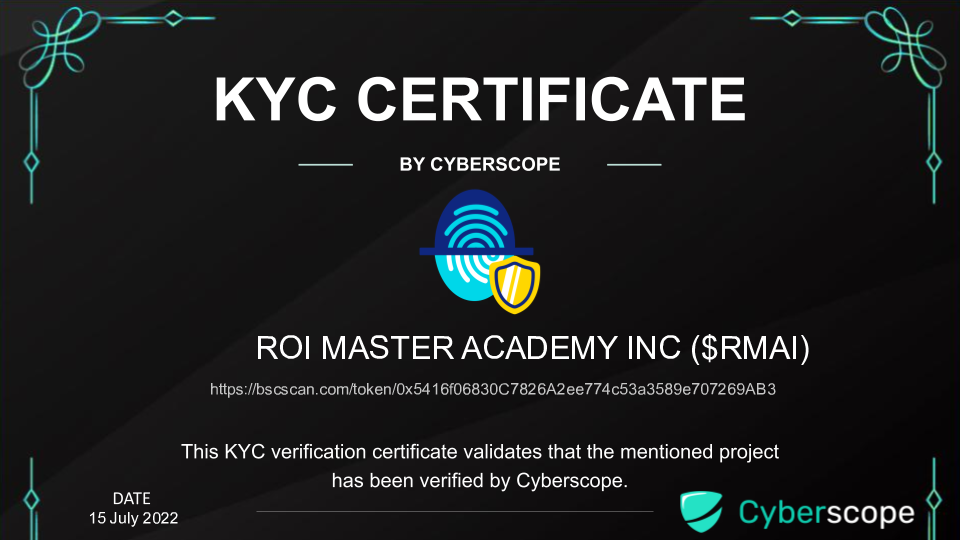 KYC CERTIFICATE
BY CYBERSCOPE
ROI MASTER ACADEMY INC ($RMAI)
https://bscscan.com/token/0x5416f06830C7826A2ee774c53a3589e707269AB3
This KYC verification certificate validates that the mentioned project
has been verified by Cyberscope.
DATE
15 July 2022
Cyberscope